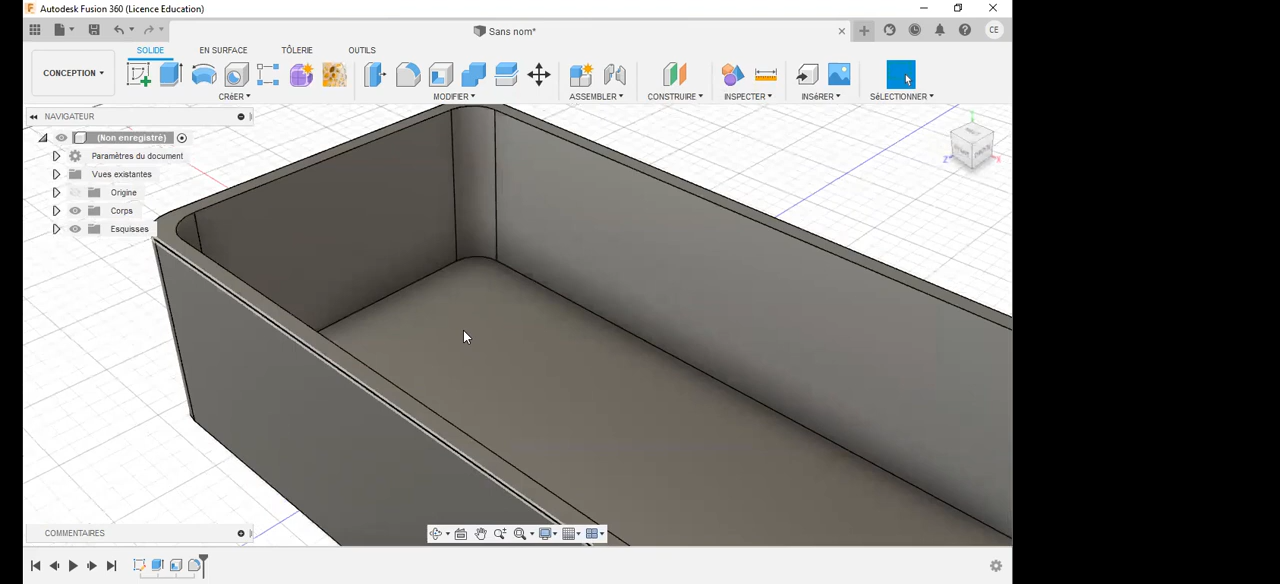 Autodesk Fusion 360 (Licence Education)
Sans nom*
CE
SOLIDE EN SURFACE TÔLERIE OUTILS
CONCEPTION
CRÉER MODIFIER ASSEMBLER CONSTRUIRE INSPECTER INSÉRER SÉLECTIONNER
NAVIGATEUR
(Non enregistré)
Paramètres du document
Vues existantes
Origine
Corps
Esquisses
Y
Z X
COMMENTAIRES